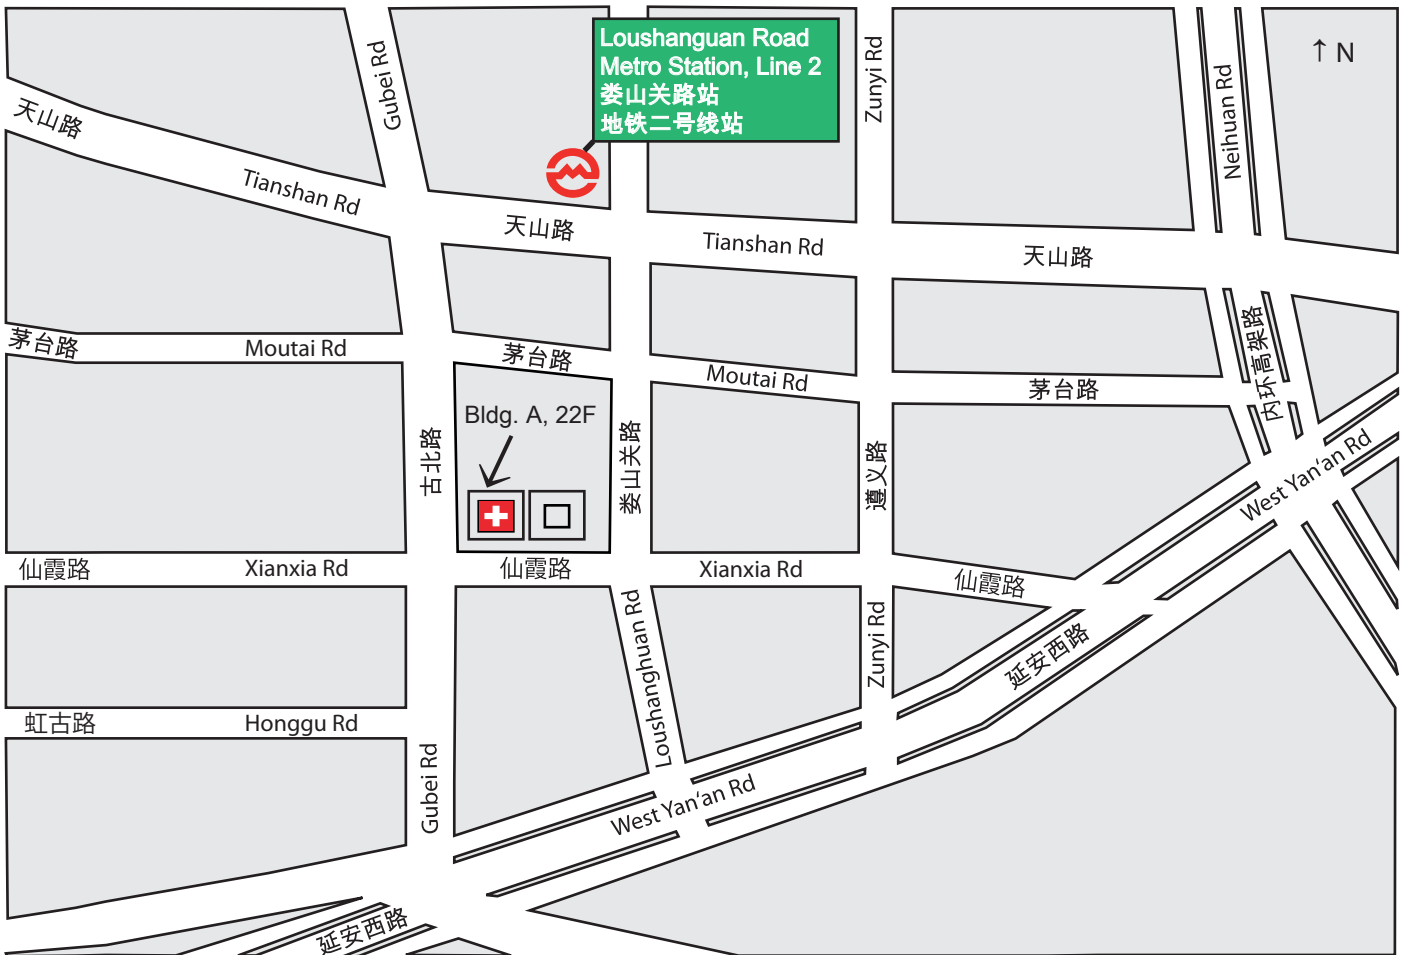 Loushanguan Road
Metro Station, Line 2
娄山关路站
地铁二号线站
↑ N
Gubei Rd
Zunyi Rd
Neihuan Rd
天山路
Tianshan Rd
天山路
Tianshan Rd
天山路
茅台路
Moutai Rd
茅台路
Moutai Rd
茅台路
内环高架路
Bldg. A, 22F
古北路
娄山关路
遵义路
West Yan'an Rd
仙霞路
Xianxia Rd
仙霞路
Xianxia Rd
仙霞路
Loushanghuan Rd
Zunyi Rd
延安西路
虹古路
Honggu Rd
Gubei Rd
West Yan'an Rd
延安西路